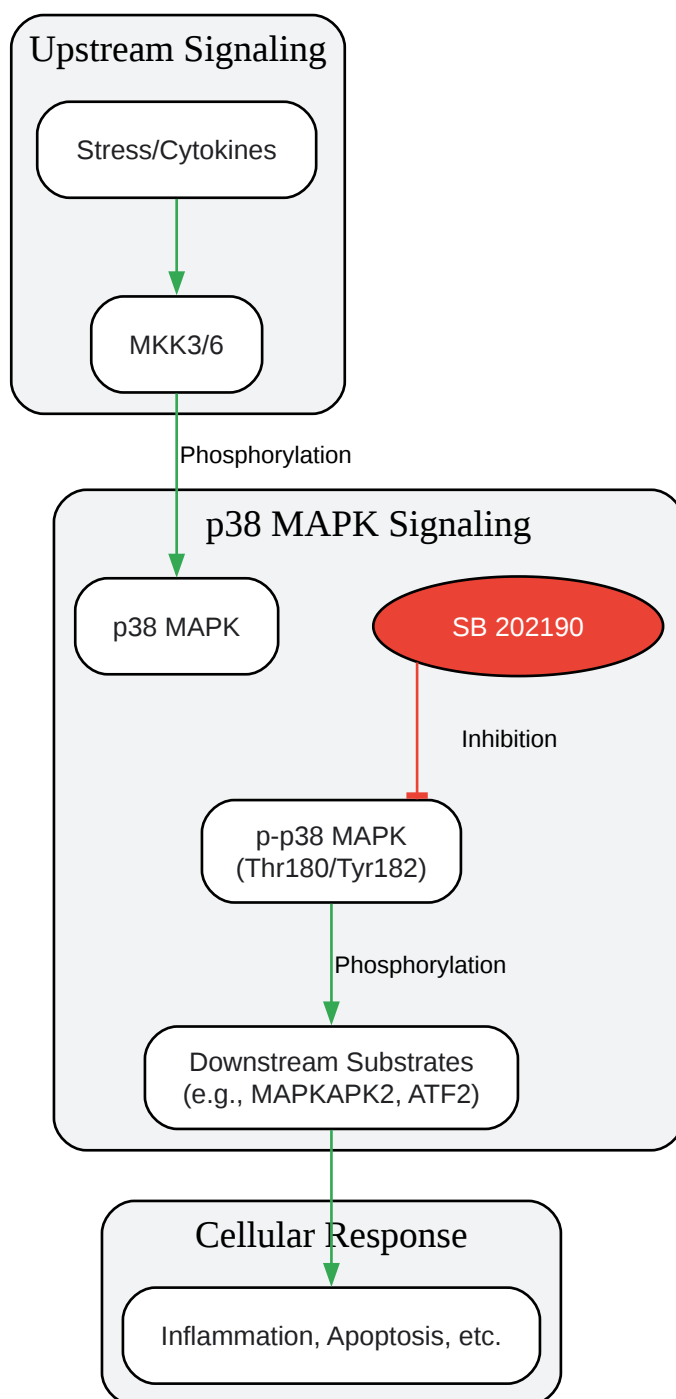 Upstream Signaling
Stress/Cytokines
MKK3/6
Phosphorylation
p38 MAPK Signaling
p38 MAPK
SB 202190
Inhibition
p-p38 MAPK
(Thr180/Tyr182)
Phosphorylation
Downstream Substrates
(e.g., MAPKAPK2, ATF2)
Cellular Response
Inflammation, Apoptosis, etc.